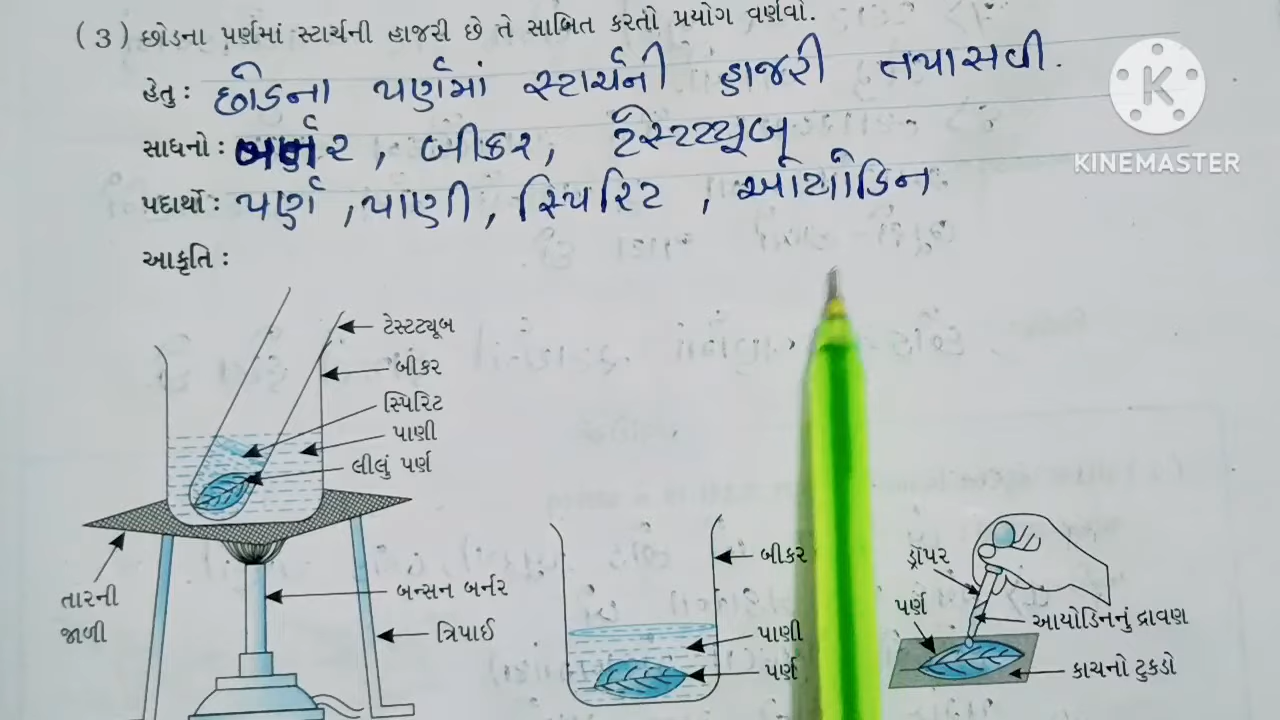 (3) છોડના પર્ણમાં સ્ટાર્ચની હાજરી છે તે સાબિત કરતો પ્રયોગ વર્ણવો.
હેતુ: છોડના પર્ણમાં સ્ટાર્ચની હાજરી તપાસવી.
સાધનો: બર્નર, બીકર, ટેસ્ટટ્યૂબ
પદાર્થો: પર્ણ, પાણી, સ્પિરિટ, આયોડિન
આકૃતિ:
K
KINEMASTER
ટેસ્ટટ્યૂબ
બીકર
સ્પિરિટ
પાણી
લીલું પર્ણ
તારની
જાળી
બન્સન બર્નર
ત્રિપાઈ
બીકર
પાણી
પર્ણ
ડ્રૉપર
પર્ણ
આયોડિનનું દ્રાવણ
કાચનો ટુકડો